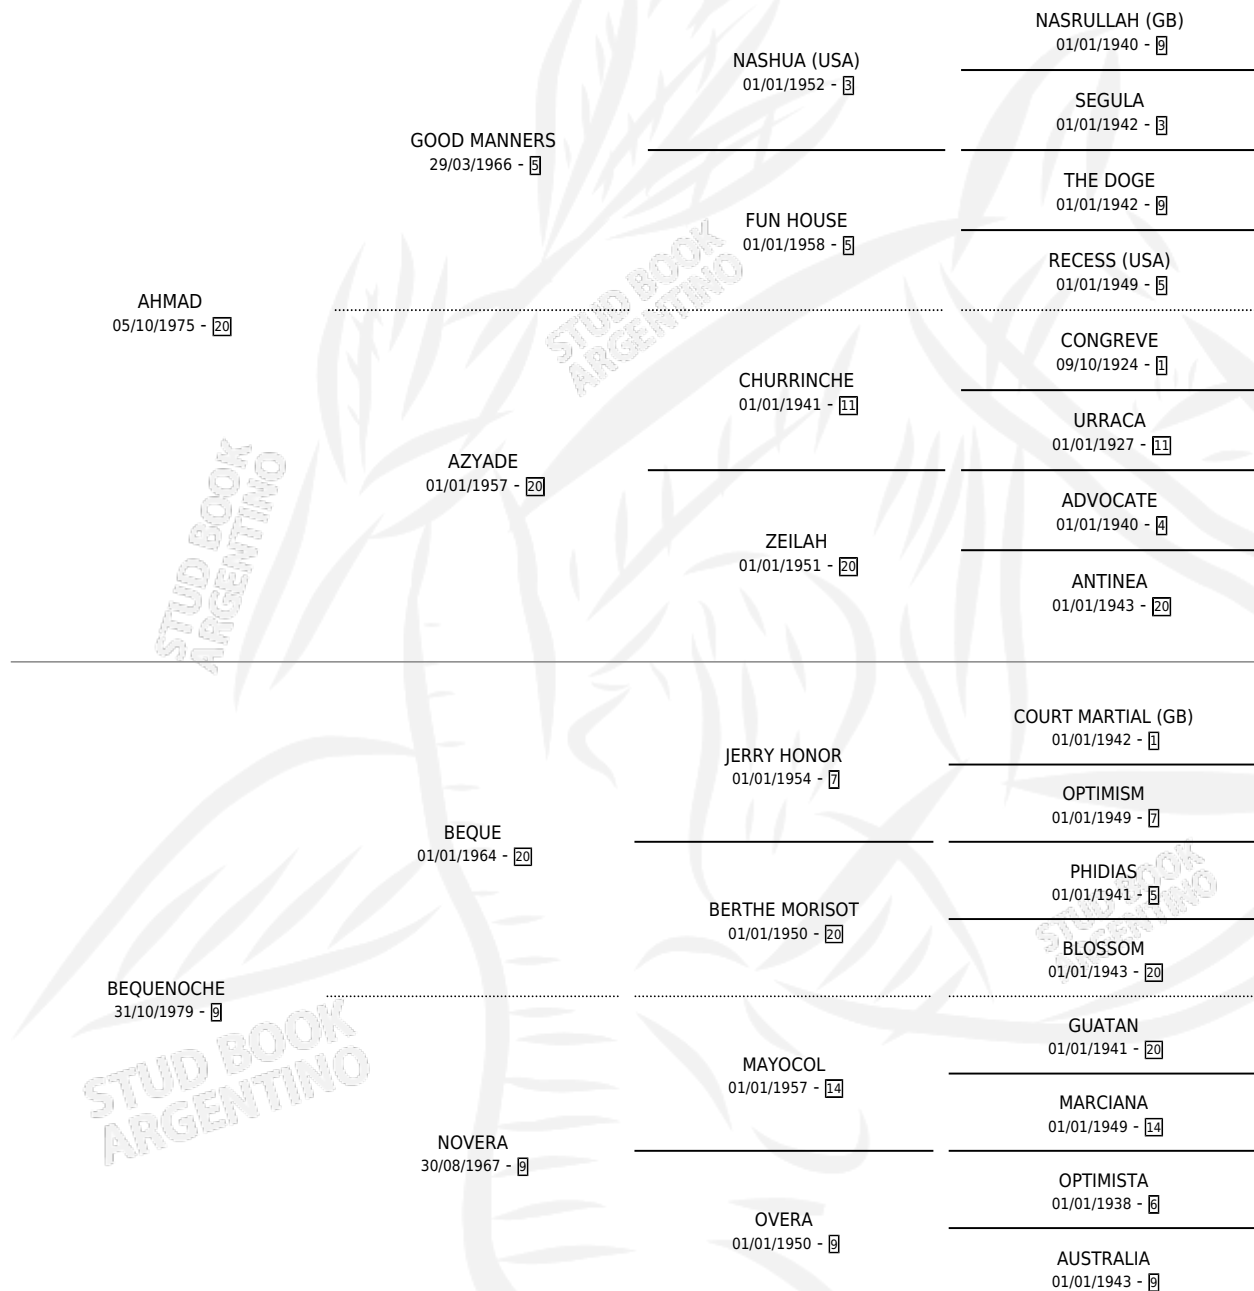 NASRULLAH (GB)
01/01/1940 - 9
NASHUA (USA)
01/01/1952 - 3
SEGULA
01/01/1942 - 3
GOOD MANNERS
29/03/1966 - 5
THE DOGE
01/01/1942 - 9
FUN HOUSE
01/01/1958 - 5
RECESS (USA)
01/01/1949 - 5
AHMAD
05/10/1975 - 20
CONGREVE
09/10/1924 - 1
CHURRINCHE
01/01/1941 - 11
URRACA
01/01/1927 - 11
AZYADE
01/01/1957 - 20
ADVOCATE
01/01/1940 - 4
ZEILAH
01/01/1951 - 20
ANTINEA
01/01/1943 - 20
COURT MARTIAL (GB)
01/01/1942 - 1
JERRY HONOR
01/01/1954 - 7
OPTIMISM
01/01/1949 - 7
BEQUE
01/01/1964 - 20
PHIDIAS
01/01/1941 - 5
BERTHE MORISOT
01/01/1950 - 20
BLOSSOM
01/01/1943 - 20
BEQUENOCHE
31/10/1979 - 9
GUATAN
01/01/1941 - 20
MAYOCOL
01/01/1957 - 14
MARCIANA
01/01/1949 - 14
NOVERA
30/08/1967 - 9
OPTIMISTA
01/01/1938 - 6
OVERA
01/01/1950 - 9
AUSTRALIA
01/01/1943 - 9
STUD BOOK
ARGENTINO
STUD BOOK
ARGENTINO
STUD BOOK
ARGENTINO
STUD BOOK
ARGENTINO